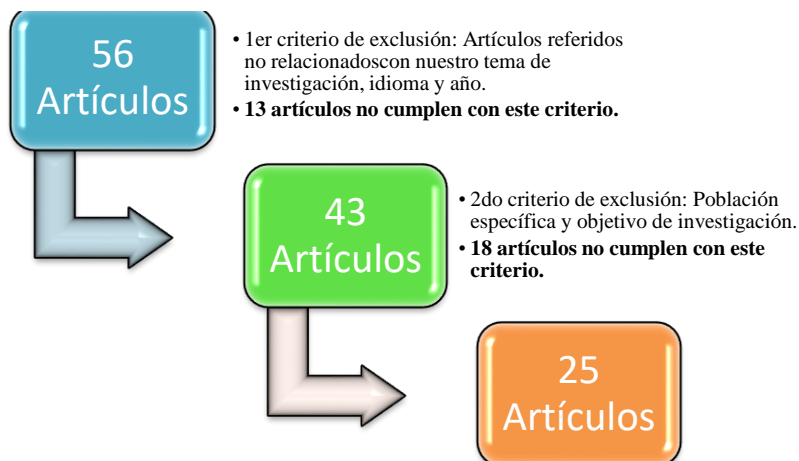 56
Artículos
• 1er criterio de exclusión: Artículos referidos
no relacionadoscon nuestro tema de
investigación, idioma y año.
• 13 artículos no cumplen con este criterio.
43
Artículos
• 2do criterio de exclusión: Población
específica y objetivo de investigación.
• 18 artículos no cumplen con este
criterio.
25
Artículos